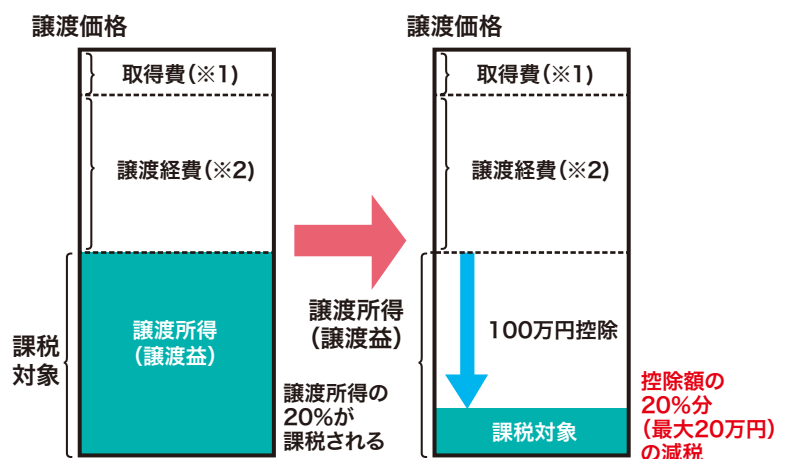 譲渡価格
取得費(※1)
譲渡経費(※2)
課税
対象
譲渡所得
(譲渡益)
譲渡所得の
20%が
課税される
譲渡価格
取得費(※1)
譲渡経費(※2)
譲渡所得
(譲渡益)
100万円控除
課税対象
控除額の
20%分
(最大20万円)
の減税